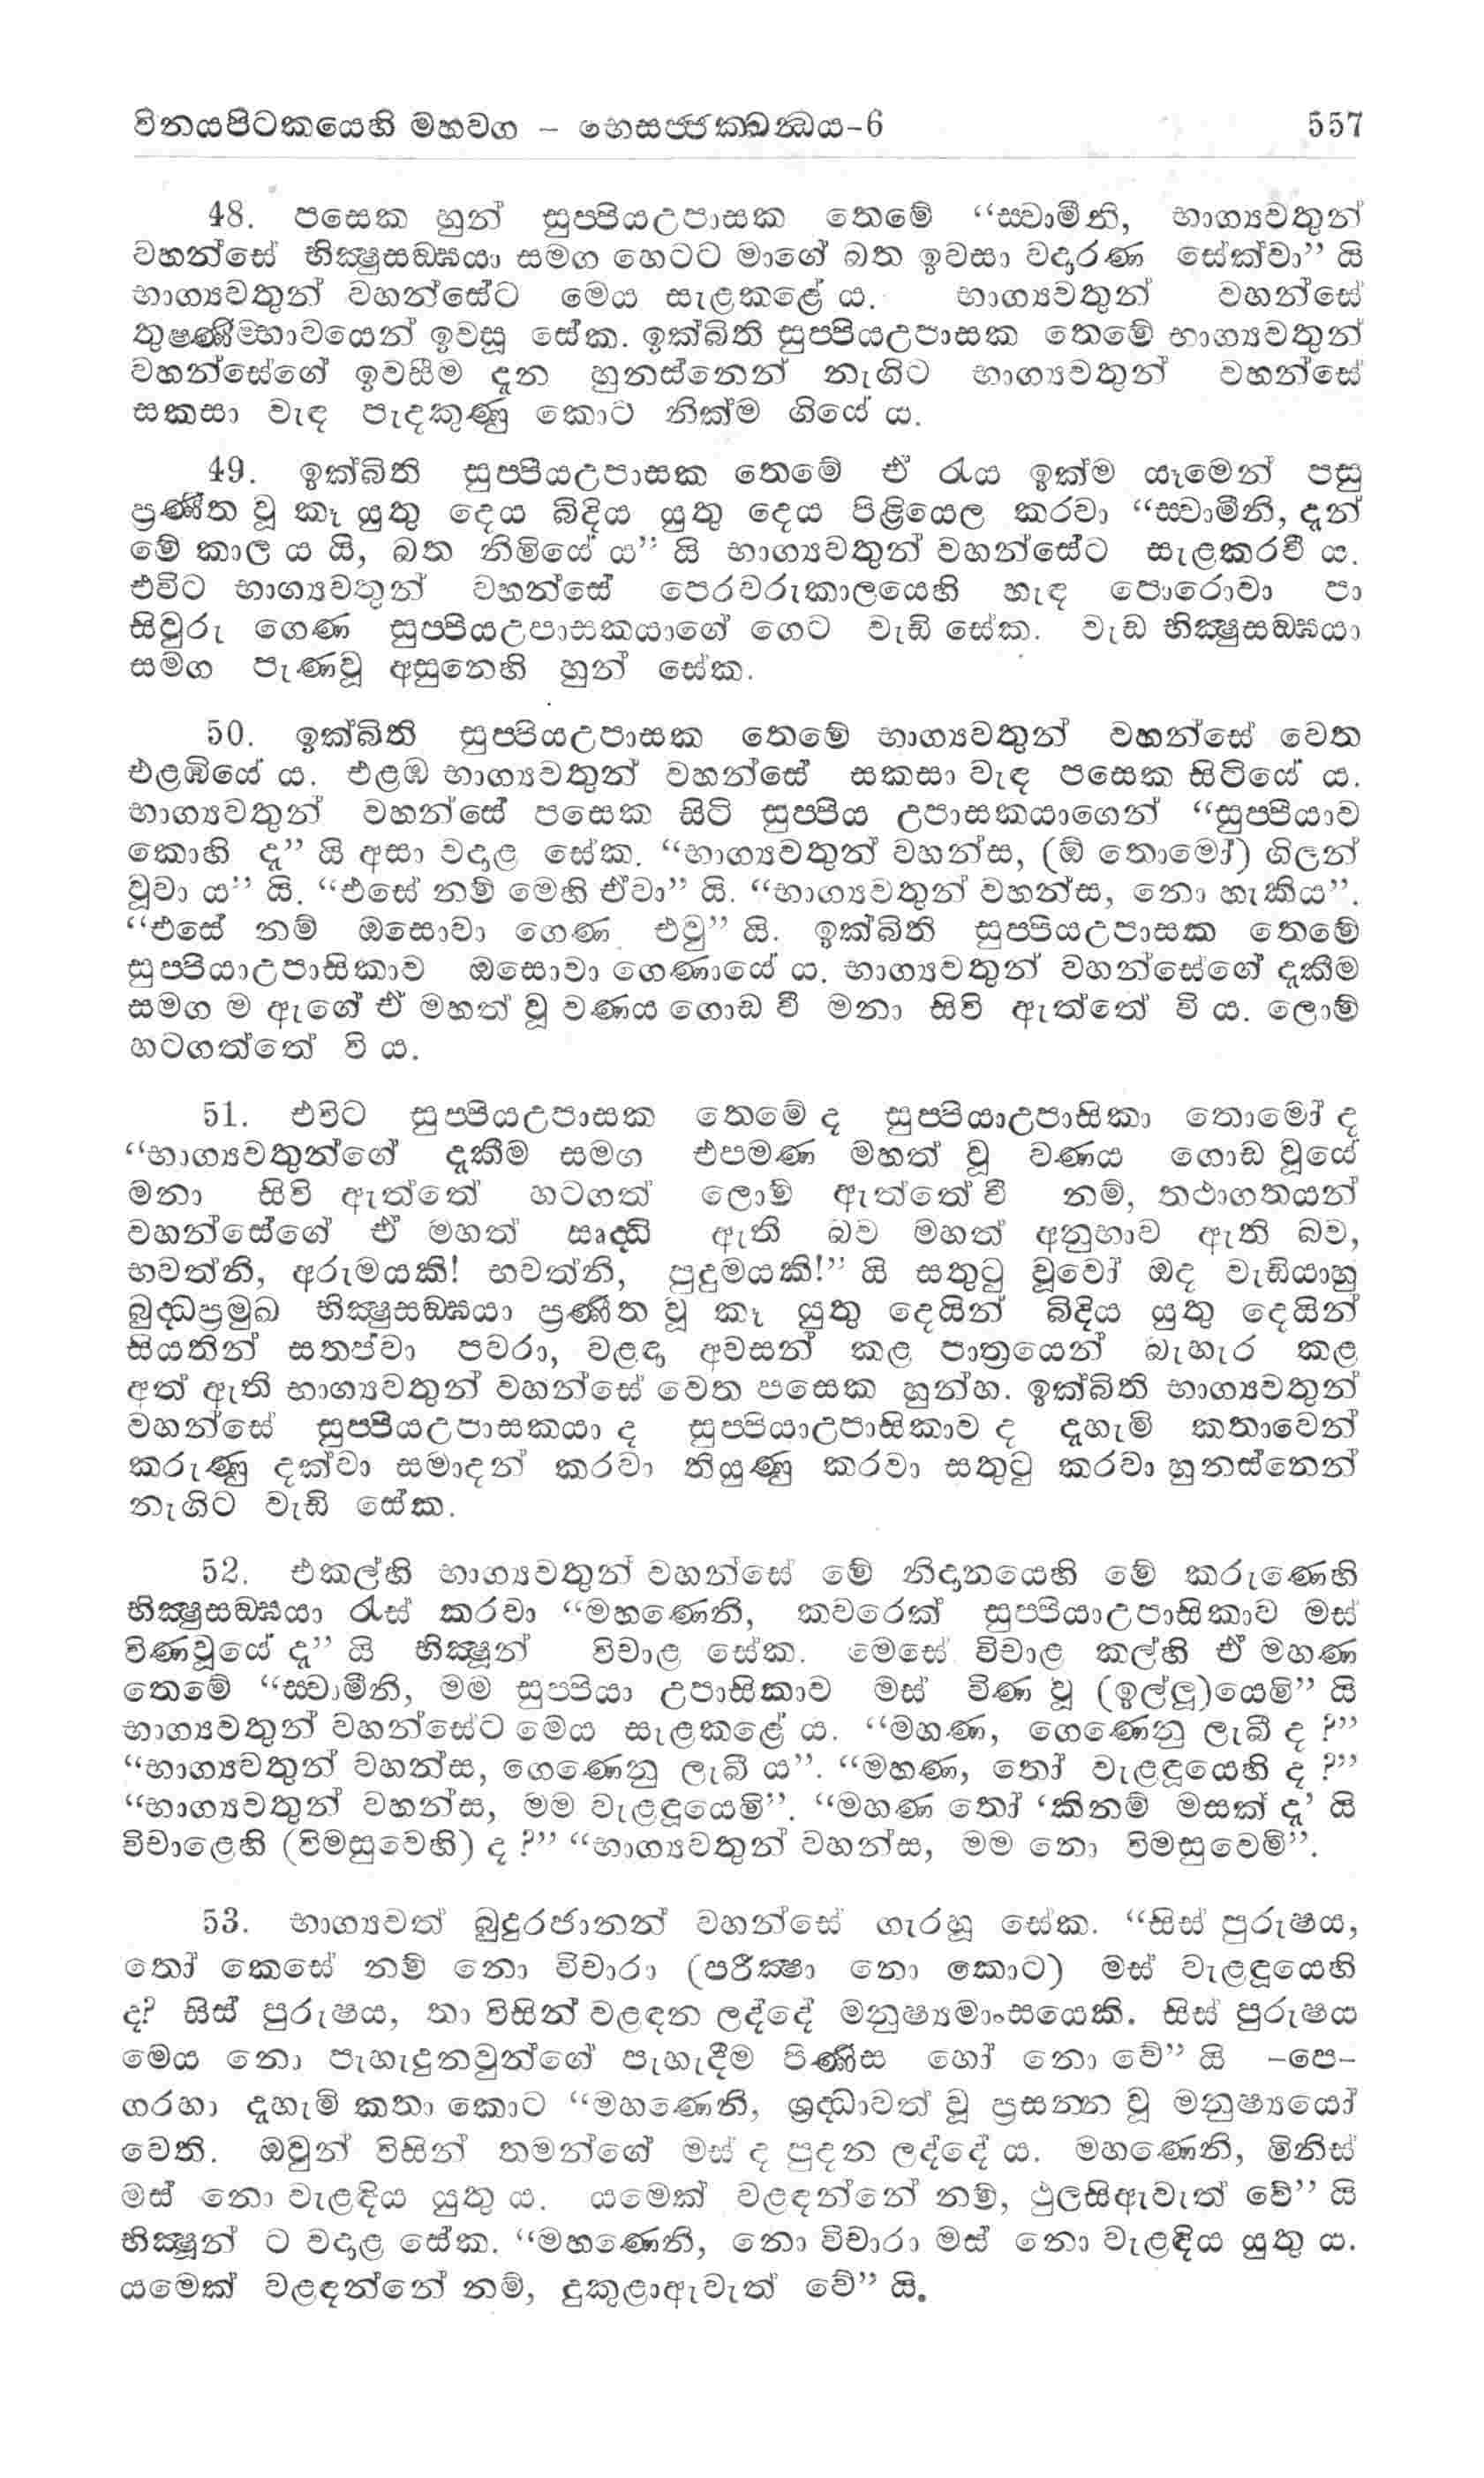 විනයපිටකයෙහි මහවග – භෙසජ්ජක්ඛන්ධය-6 557
48. පසෙක හුන් සුප්පියඋපාසක තෙමේ “ස්වාමීනි, භාග්‍යවතුන්
වහන්සේ භික්‍ෂුසඞ්ඝයා සමග හෙටට මාගේ බත ඉවසා වදාරණ සේක්වා” යි
භාග්‍යවතුන් වහන්සේට මෙය සැළකළේ ය. භාග්‍යවතුන් වහන්සේ
තුෂ්ණීම්භාවයෙන් ඉවසූ සේක. ඉක්බිති සුප්පියඋපාසක තෙමේ භාග්‍යවතුන්
වහන්සේගේ ඉවසීම දැන හුනස්නෙන් නැගිට භාග්‍යවතුන් වහන්සේ
සකසා වැඳ පැදකුණු කොට නික්ම ගියේ ය.
49. ඉක්බිති සුප්පියඋපාසක තෙමේ ඒ රැය ඉක්ම යෑමෙන් පසු
ප්‍රණීත වූ කෑ යුතු දෙය බිදිය යුතු දෙය පිළියෙල කරවා “ස්වාමීනි, දැන්
මේ කාල ය යි, බත නිමියේ ය” යි භාග්‍යවතුන් වහන්සේට සැළකරවී ය.
එවිට භාග්‍යවතුන් වහන්සේ පෙරවරුකාලයෙහි හැඳ පොරොවා පා
සිවුරු ගෙණ සුප්පියඋපාසකයාගේ ගෙට වැඩි සේක. වැඩ භික්‍ෂුසඞ්ඝයා
සමග පැණවූ අසුනෙහි හුන් සේක.
50. ඉක්බිති සුප්පියඋපාසක තෙමේ භාග්‍යවතුන් වහන්සේ වෙත
එළඹියේ ය. එළඹ භාග්‍යවතුන් වහන්සේ සකසා වැඳ පසෙක සිටියේ ය.
භාග්‍යවතුන් වහන්සේ පසෙක සිටි සුප්පිය උපාසකයාගෙන් “සුප්පියාව
කොහි දැ” යි අසා වදාළ සේක. “භාග්‍යවතුන් වහන්ස, (ඕ තොමෝ) ගිලන්
වූවා ය” යි. “එසේ නම් මෙහි ඒවා” යි. “භාග්‍යවතුන් වහන්ස, නො හැකිය”.
“එසේ නම් ඔසොවා ගෙණ එවු” යි. ඉක්බිති සුප්පියඋපාසක තෙමේ
සුප්පියාඋපාසිකාව ඔසොවා ගෙණායේ ය. භාග්‍යවතුන් වහන්සේගේ දැකීම
සමග ම ඇගේ ඒ මහත් වූ වණය ගොඩ වී මනා සිවි ඇත්තේ වි ය. ලොම්
හටගත්තේ වි ය.
51. එවිට සුප්පියඋපාසක තෙමේ ද සුප්පියාඋපාසිකා තොමෝ ද
“භාග්‍යවතුන්ගේ දැකීම සමග එපමණ මහත් වූ වණය ගොඩ වූයේ
මනා සිවි ඇත්තේ හටගත් ලොම් ඇත්තේ වී නම්, තථාගතයන්
වහන්සේගේ ඒ මහත් සෘද්ධි ඇති බව මහත් අනුභාව ඇති බව,
භවත්නි, අරුමයකි! භවත්නි, පුදුමයකි!” යි සතුටු වූවෝ ඔද වැඩියාහු
බුද්ධප්‍රමුඛ භික්‍ෂුසඞ්ඝයා ප්‍රණීත වූ කෑ යුතු දෙයින් බිදිය යුතු දෙයින්
සියතින් සතප්වා පවරා, වළඳා අවසන් කළ පාත්‍රයෙන් බැහැර කළ
අත් ඇති භාග්‍යවතුන් වහන්සේ වෙත පසෙක හුන්හ. ඉක්බිති භාග්‍යවතුන්
වහන්සේ සුප්පියඋපාසකයා ද සුප්පියාඋපාසිකාව ද දැහැමි කතාවෙන්
කරුණු දක්වා සමාදන් කරවා තියුණු කරවා සතුටු කරවා හුනස්නෙන්
නැගිට වැඩි සේක.
52. එකල්හි භාග්‍යවතුන් වහන්සේ මේ නිදානයෙහි මේ කරුණෙහි
භික්‍ෂුසඞ්ඝයා රැස් කරවා “මහණෙනි, කවරෙක් සුප්පියාඋපාසිකාව මස්
විණවූයේ දැ” යි භික්‍ෂූන් විචාළ සේක. මෙසේ විචාළ කල්හි ඒ මහණ
තෙමේ “ස්වාමීනි, මම සුප්පියා උපාසිකාව මස් විණ වූ (ඉල්ලූ)යෙමි” යි
භාග්‍යවතුන් වහන්සේට මෙය සැළකළේ ය. “මහණ, ගෙණෙනු ලැබී ද ?”
“භාග්‍යවතුන් වහන්ස, ගෙණෙනු ලැබී ය”. “මහණ, තෝ වැළඳූයෙහි ද ?”
“භාග්‍යවතුන් වහන්ස, මම වැළඳූයෙමි”. “මහණ තෝ ‘කිනම් මසක් දැ’ යි
විචාළෙහි (විමසුවෙහි) ද ?” “භාග්‍යවතුන් වහන්ස, මම නො විමසුවෙමි”.
53. භාග්‍යවත් බුදුරජානන් වහන්සේ ගැරහූ සේක. “සිස් පුරුෂය,
තෝ කෙසේ නම් නො විචාරා (පරීක්‍ෂා නො කොට) මස් වැළඳූයෙහි
ද? සිස් පුරුෂය, තා විසින් වළඳන ලද්දේ මනුෂ්‍යමාංසයෙකි. සිස් පුරුෂය
මෙය නො පැහැදුනවුන්ගේ පැහැදීම පිණිස හෝ නො වේ” යි –පෙ–
ගරහා දැහැමි කතා කොට “මහණෙනි, ශ්‍රද්ධාවත් වූ ප්‍රසන්න වූ මනුෂ්‍යයෝ
වෙති. ඔවුන් විසින් තමන්ගේ මස් ද පුදන ලද්දේ ය. මහණෙනි, මිනිස්
මස් නො වැළඳිය යුතු ය. යමෙක් වළඳන්නේ නම්, ථුලසිඇවැත් වේ” යි
භික්‍ෂූන් ට වදාළ සේක. “මහණෙනි, නො විචාරා මස් නො වැළඳිය යුතු ය.
යමෙක් වළඳන්නේ නම්, දුකුළාඇවැත් වේ” යි.